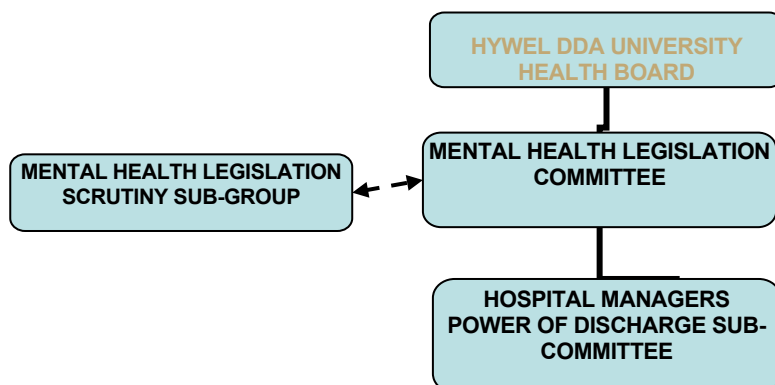 HYWEL DDA UNIVERSITY
HEALTH BOARD
MENTAL HEALTH LEGISLATION
COMMITTEE
MENTAL HEALTH LEGISLATION
SCRUTINY SUB-GROUP
HOSPITAL MANAGERS
POWER OF DISCHARGE SUB-
COMMITTEE